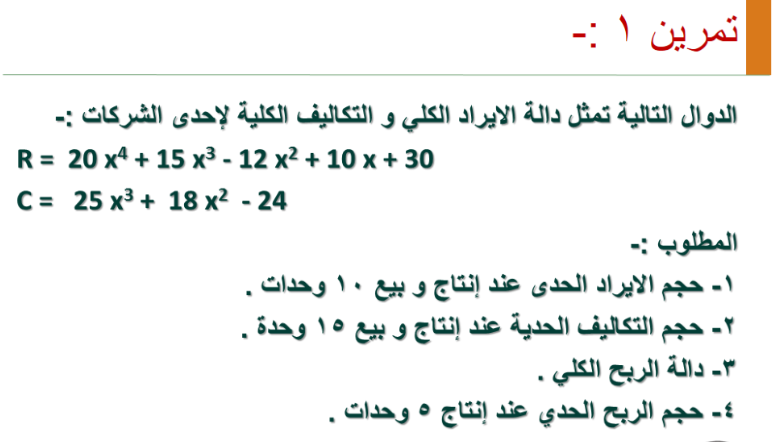 تمرين ١ :-
الدوال التالية تمثل دالة الايراد الكلي و التكاليف الكلية لإحدى الشركات :-
R = 20 x⁴ + 15 x³ - 12 x² + 10 x + 30
C = 25 x³ + 18 x² - 24
المطلوب :-
١- حجم الايراد الحدى عند إنتاج و بيع ١٠ وحدات .
٢- حجم التكاليف الحدية عند إنتاج و بيع ١٥ وحدة .
٣- دالة الربح الكلي .
٤- حجم الربح الحدي عند إنتاج ٥ وحدات .